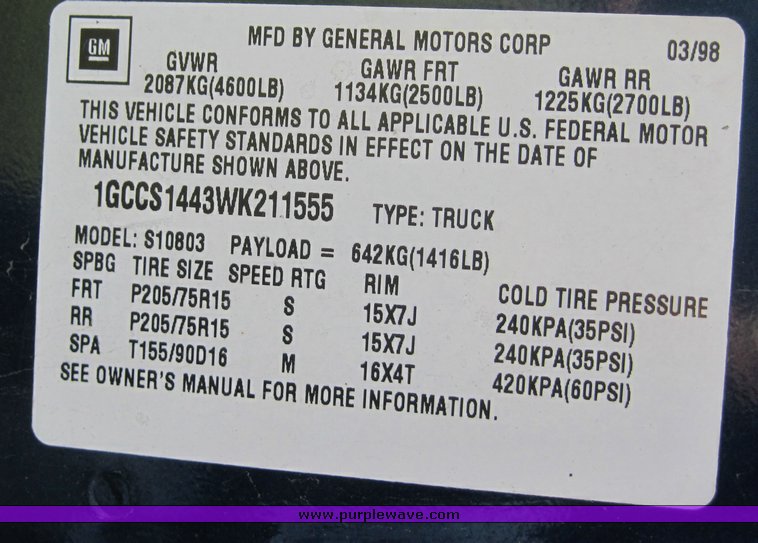 GM
MFD BY GENERAL MOTORS CORP 03/98
GVWR GAWR FRT GAWR RR
2087KG(4600LB) 1134KG(2500LB) 1225KG(2700LB)
THIS VEHICLE CONFORMS TO ALL APPLICABLE U.S. FEDERAL MOTOR
VEHICLE SAFETY STANDARDS IN EFFECT ON THE DATE OF
MANUFACTURE SHOWN ABOVE.
1GCCS1443WK211555 TYPE: TRUCK
MODEL: S10803 PAYLOAD = 642KG(1416LB)
SPBG TIRE SIZE SPEED RTG RIM COLD TIRE PRESSURE
FRT P205/75R15 S 15X7J 240KPA(35PSI)
RR P205/75R15 S 15X7J 240KPA(35PSI)
SPA T155/90D16 M 16X4T 420KPA(60PSI)
SEE OWNER'S MANUAL FOR MORE INFORMATION.
www.purplewave.com